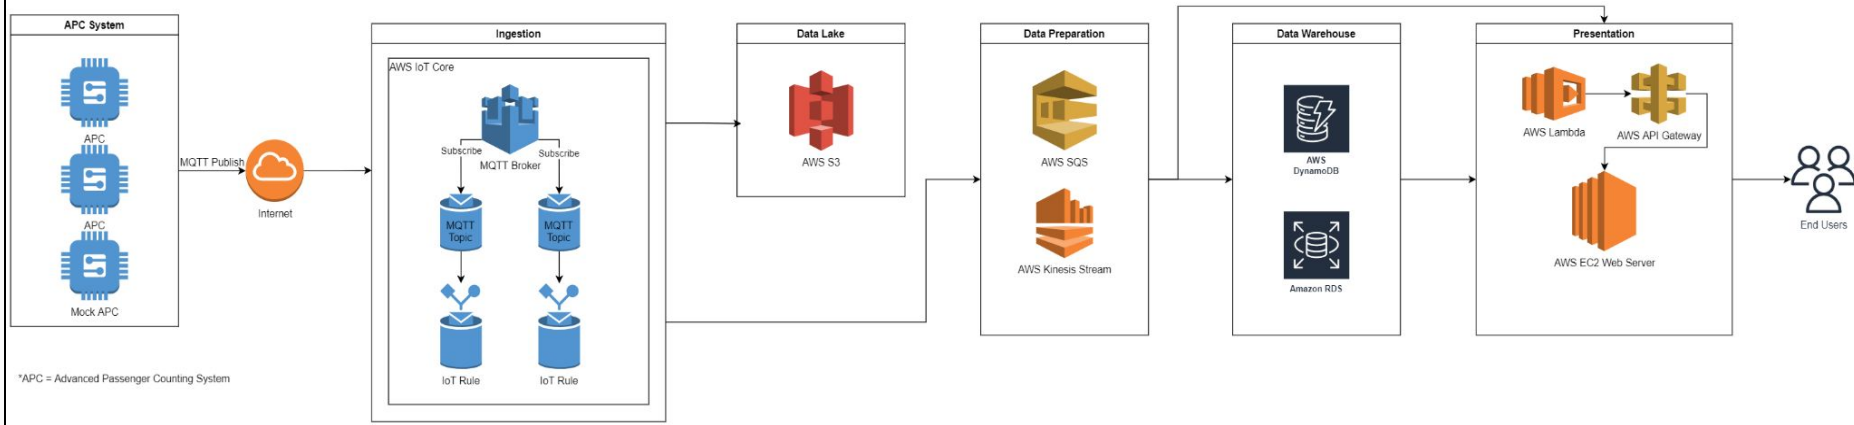 APC System
APC
APC
Mock APC
*APC = Advanced Passenger Counting System
MQTT Publish
Internet
Ingestion
AWS IoT Core
Subscribe
Subscribe
MQTT Broker
MQTT
Topic
MQTT
Topic
IoT Rule
IoT Rule
Data Lake
AWS S3
Data Preparation
AWS SQS
AWS Kinesis Stream
Data Warehouse
AWS
DynamoDB
Amazon RDS
Presentation
AWS Lambda
AWS API Gateway
AWS EC2 Web Server
End Users